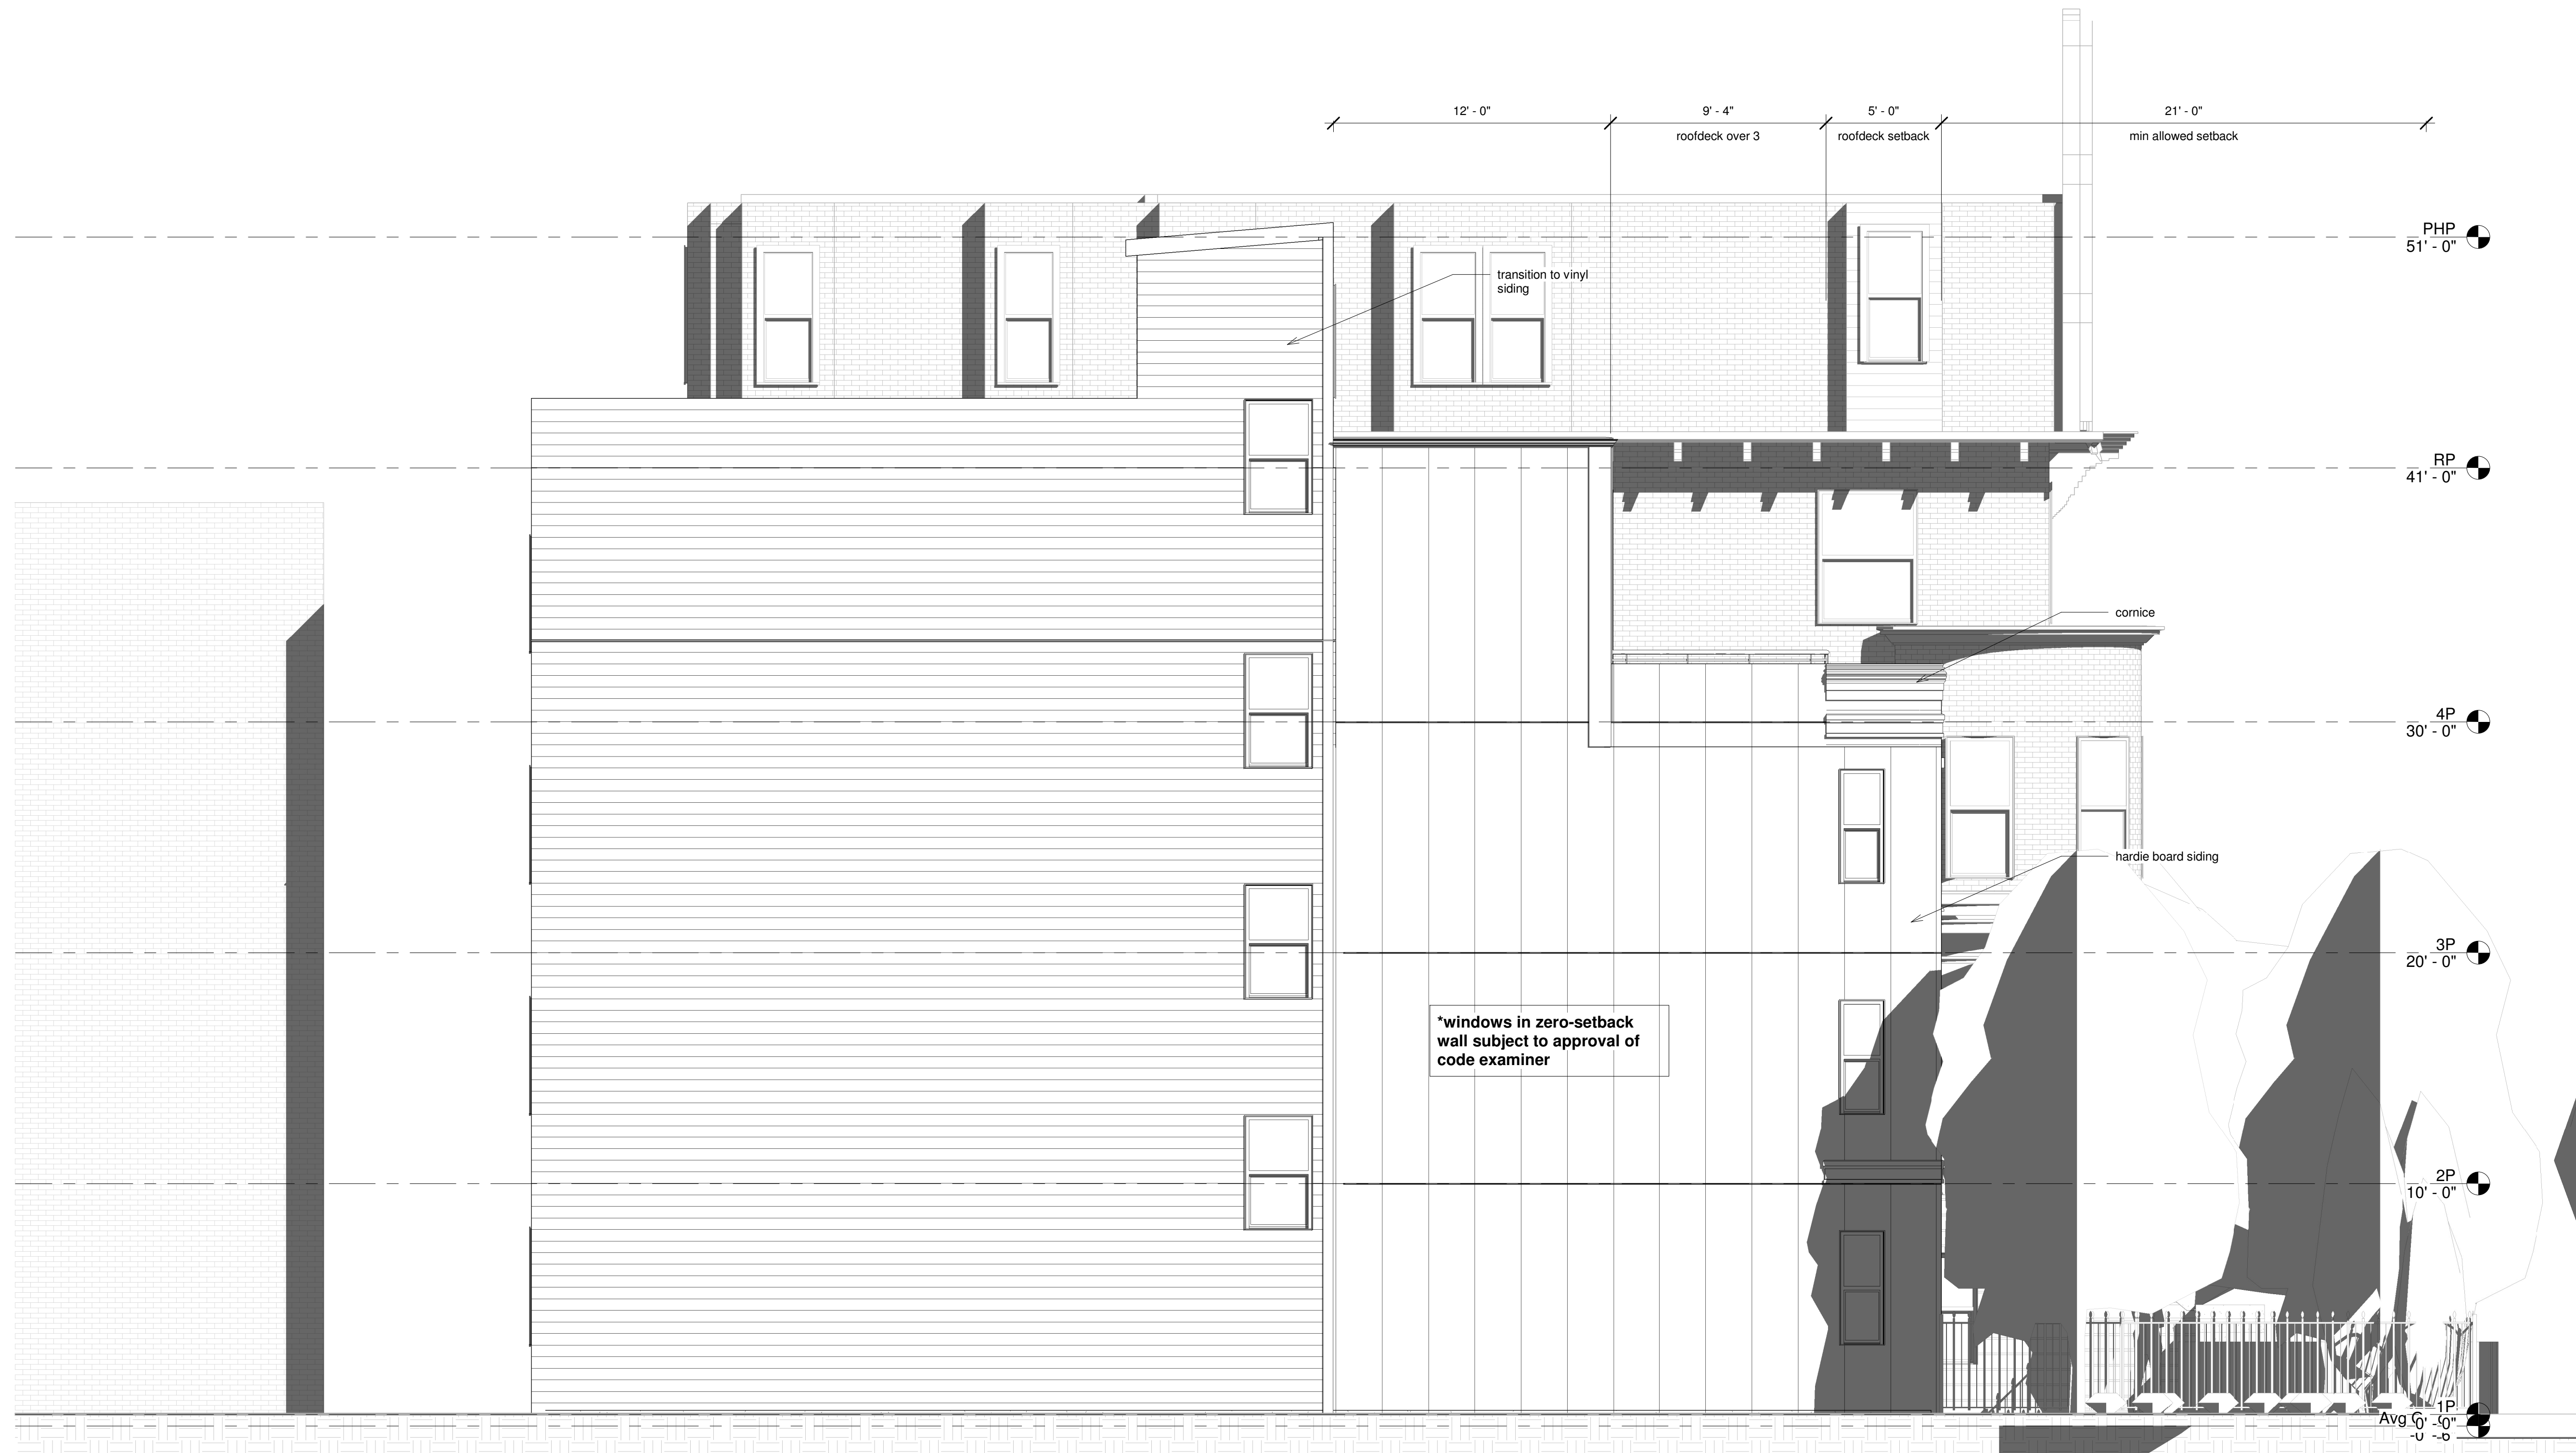 12' - 0"
9' - 4"
5' - 0"
21' - 0"
roofdeck over 3
roofdeck setback
min allowed setback
PHP
51' - 0"
transition to vinyl
siding
RP
41' - 0"
cornice
4P
30' - 0"
hardie board siding
3P
20' - 0"
*windows in zero-setback
wall subject to approval of
code examiner
2P
10' - 0"
1P
Avg
0' - 0"